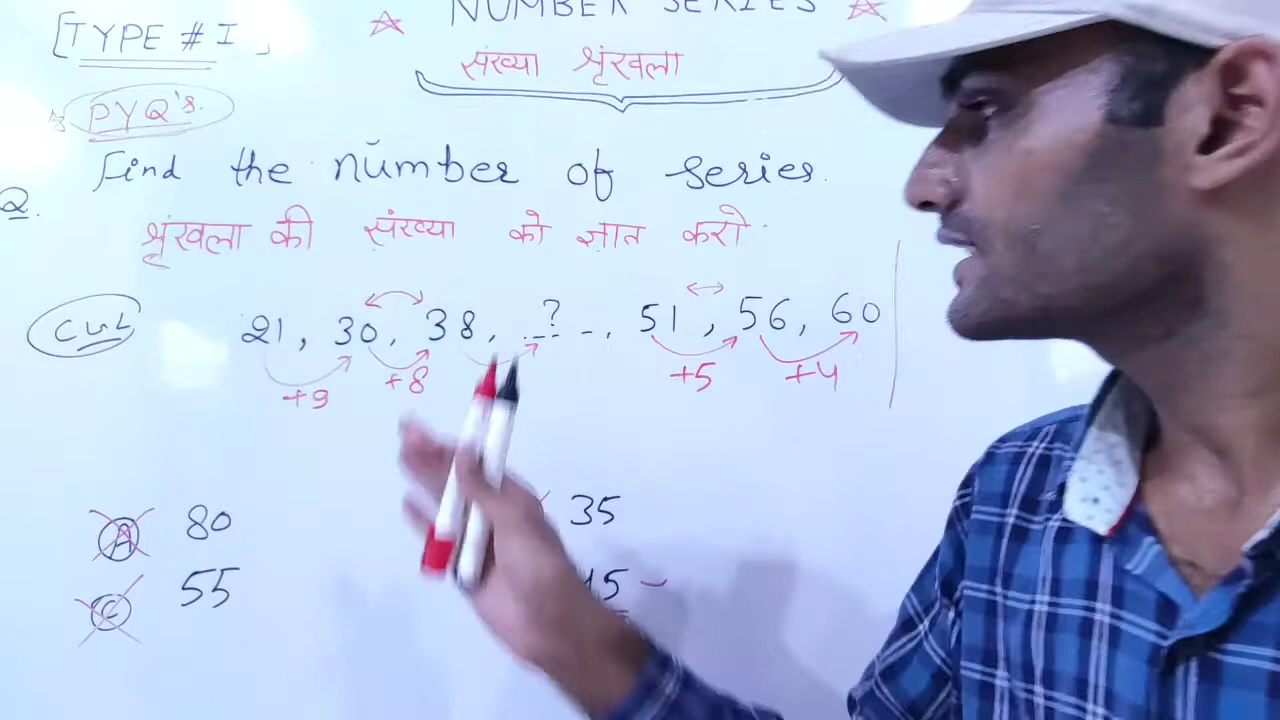 [TYPE # I]
NUMBER SERIES
संख्या श्रृंखला
PYQ's.
Q. Find the number of series.
श्रृंखला की संख्या को ज्ञात करो
21, 30, 38, ? , 51, 56, 60
+9 +8 +5 +4
A 80 35
C 55 45